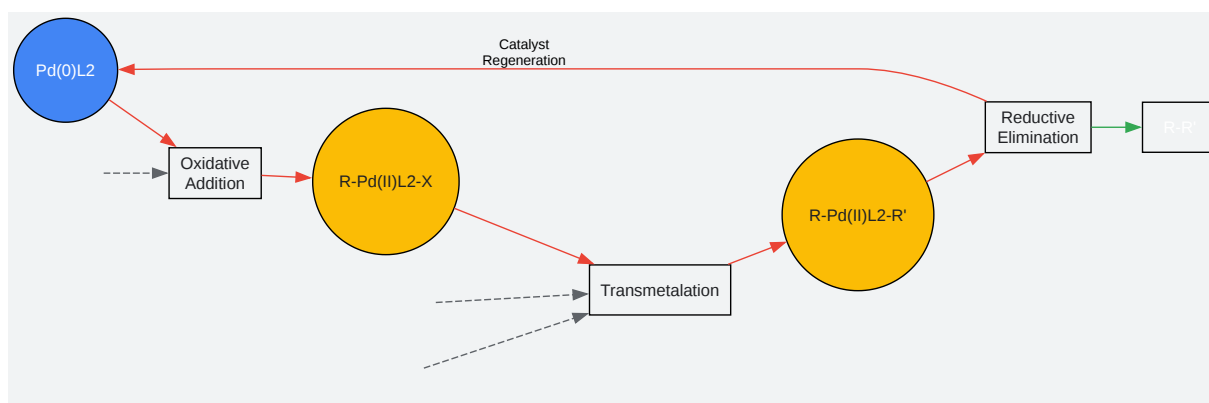 Catalyst
Regeneration
Pd(0)L2
Reductive
Elimination
R-R'
Oxidative
Addition
R-Pd(II)L2-X
R-Pd(II)L2-R'
Transmetalation